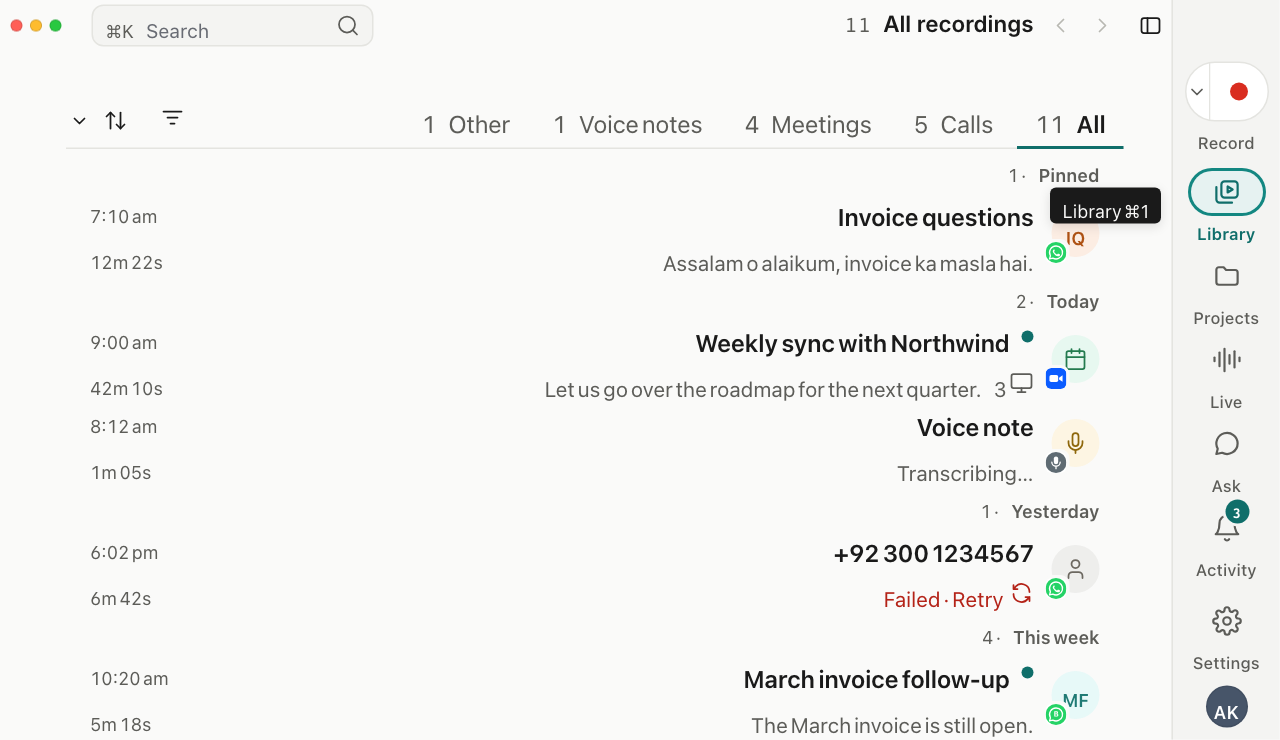 ⌘K Search
11 All recordings
1 Other
1 Voice notes
4 Meetings
5 Calls
11 All
1 · Pinned
Invoice questions
7:10 am
Assalam o alaikum, invoice ka masla hai.
12m 22s
IQ
Library ⌘1
2 · Today
Weekly sync with Northwind
9:00 am
Let us go over the roadmap for the next quarter. 3
42m 10s
Voice note
8:12 am
Transcribing...
1m 05s
1 · Yesterday
+92 300 1234567
6:02 pm
Failed · Retry
6m 42s
4 · This week
March invoice follow-up
10:20 am
The March invoice is still open.
5m 18s
MF
Record
Library
Projects
Live
Ask
3
Activity
Settings
AK